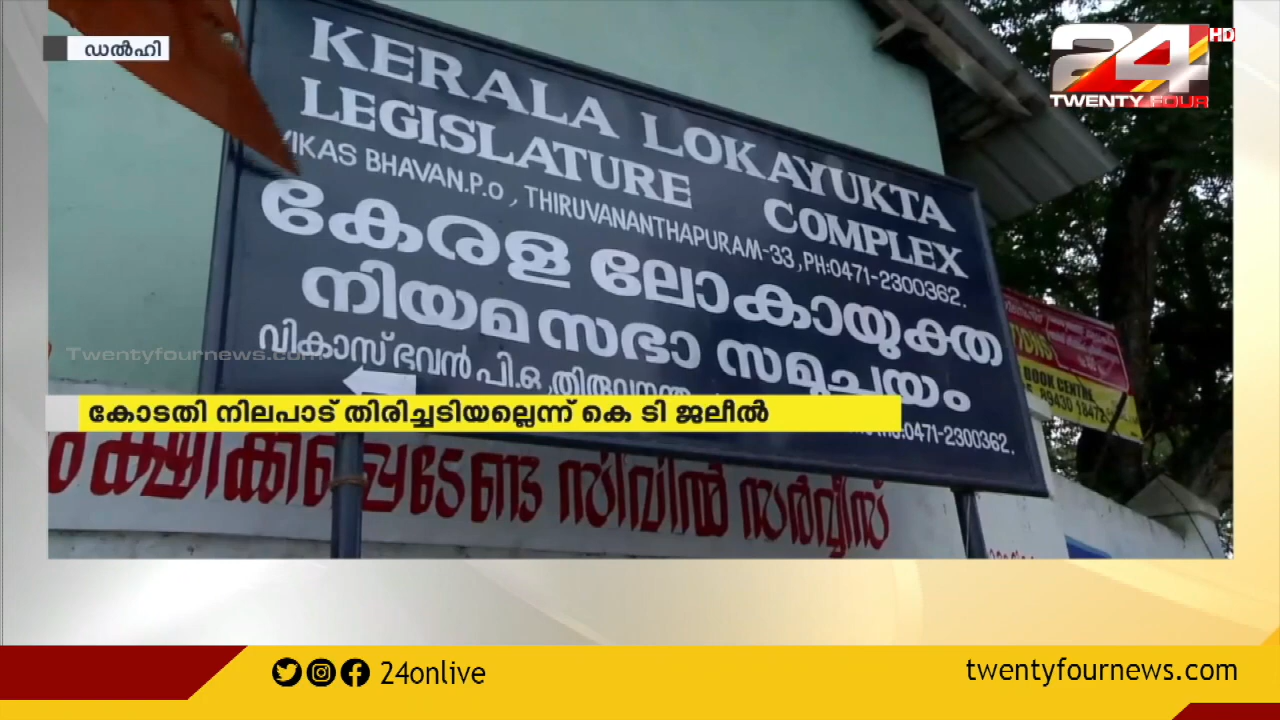 ഡൽഹി
24 HD
TWENTY FOUR
KERALA LOKAYUKTA
LEGISLATURE COMPLEX
VIKAS BHAVAN.P.O, THIRUVANANTHAPURAM-33, PH:0471-2300362.
കേരള ലോകായുക്ത
നിയമസഭാ സമുച്ചയം
വികാസ് ഭവൻ പി.ഒ,
0471-2300362.
Twentyfournews.com
BOOK CENTRE
കോടതി നിലപാട് തിരിച്ചടിയല്ലെന്ന് കെ ടി ജലീൽ
സിവിൽ സർവ്വീസ്
24onlive
twentyfournews.com